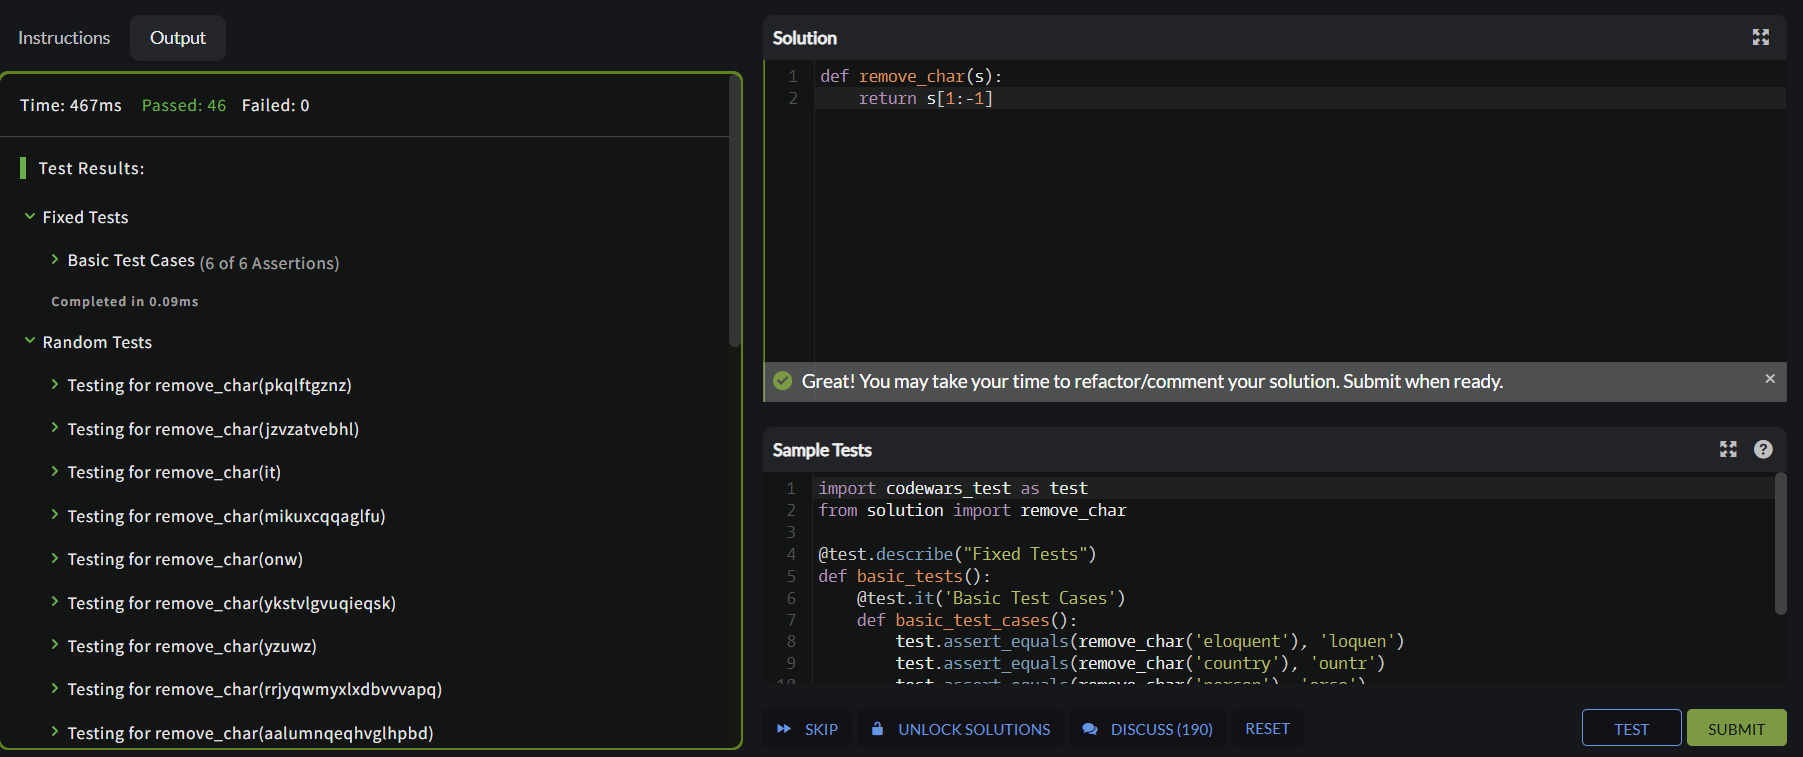 Instructions
Output
Time: 467ms Passed: 46 Failed: 0
Test Results:
Fixed Tests
Basic Test Cases (6 of 6 Assertions)
Completed in 0.09ms
Random Tests
Testing for remove_char(pkqlftgznz)
Testing for remove_char(jzvzatvebhl)
Testing for remove_char(it)
Testing for remove_char(mikuxcqqaglfu)
Testing for remove_char(onw)
Testing for remove_char(ykstvlgvuqieqsk)
Testing for remove_char(yzuwz)
Testing for remove_char(rrjyqwmyxlxdbvvvapq)
Testing for remove_char(aalumnqeqhvglhpbd)
Solution
1 def remove_char(s):
2     return s[1:-1]
Great! You may take your time to refactor/comment your solution. Submit when ready.
×
Sample Tests
?
1 import codewars_test as test
2 from solution import remove_char
3
4 @test.describe("Fixed Tests")
5 def basic_tests():
6     @test.it('Basic Test Cases')
7     def basic_test_cases():
8         test.assert_equals(remove_char('eloquent'), 'loquen')
9         test.assert_equals(remove_char('country'), 'ountr')
10         test.assert_equals(remove_char('person'), 'erso')
SKIP
UNLOCK SOLUTIONS
DISCUSS (190)
RESET
TEST
SUBMIT